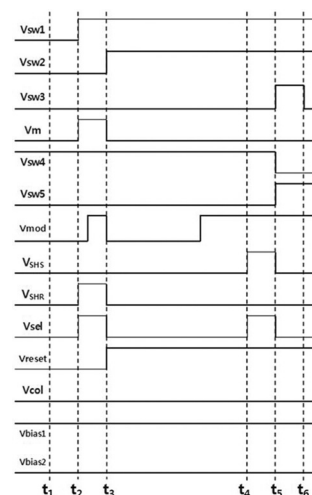 Vsw1
Vsw2
Vsw3
Vm
Vsw4
Vsw5
Vmod
VSHS
VSHR
Vsel
Vreset
Vcol
Vbias1
Vbias2
t1 t2 t3 t4 t5 t6